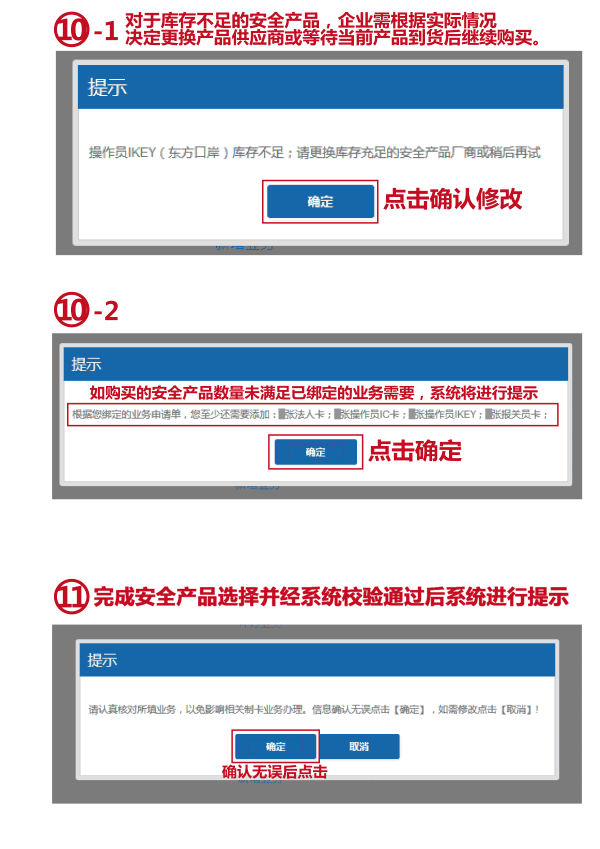 ⑩-1 对于库存不足的安全产品，企业需根据实际情况
决定更换产品供应商或等待当前产品到货后继续购买。
提示
操作员IKEY（东方口岸）库存不足；请更换库存充足的安全产品厂商或稍后再试
确定 点击确认修改
⑩-2
提示
如购买的安全产品数量未满足已绑定的业务需要，系统将进行提示
根据您绑定的业务申请单，您至少还需要添加：张法人卡；张操作员IC卡；张操作员IKEY；张报关员卡；
确定 点击确定
⑪完成安全产品选择并经系统校验通过后系统进行提示
提示
请认真核对所填业务，以免影响相关制卡业务办理。信息确认无误点击【确定】，如需修改点击【取消】！
确定 取消
确认无误后点击